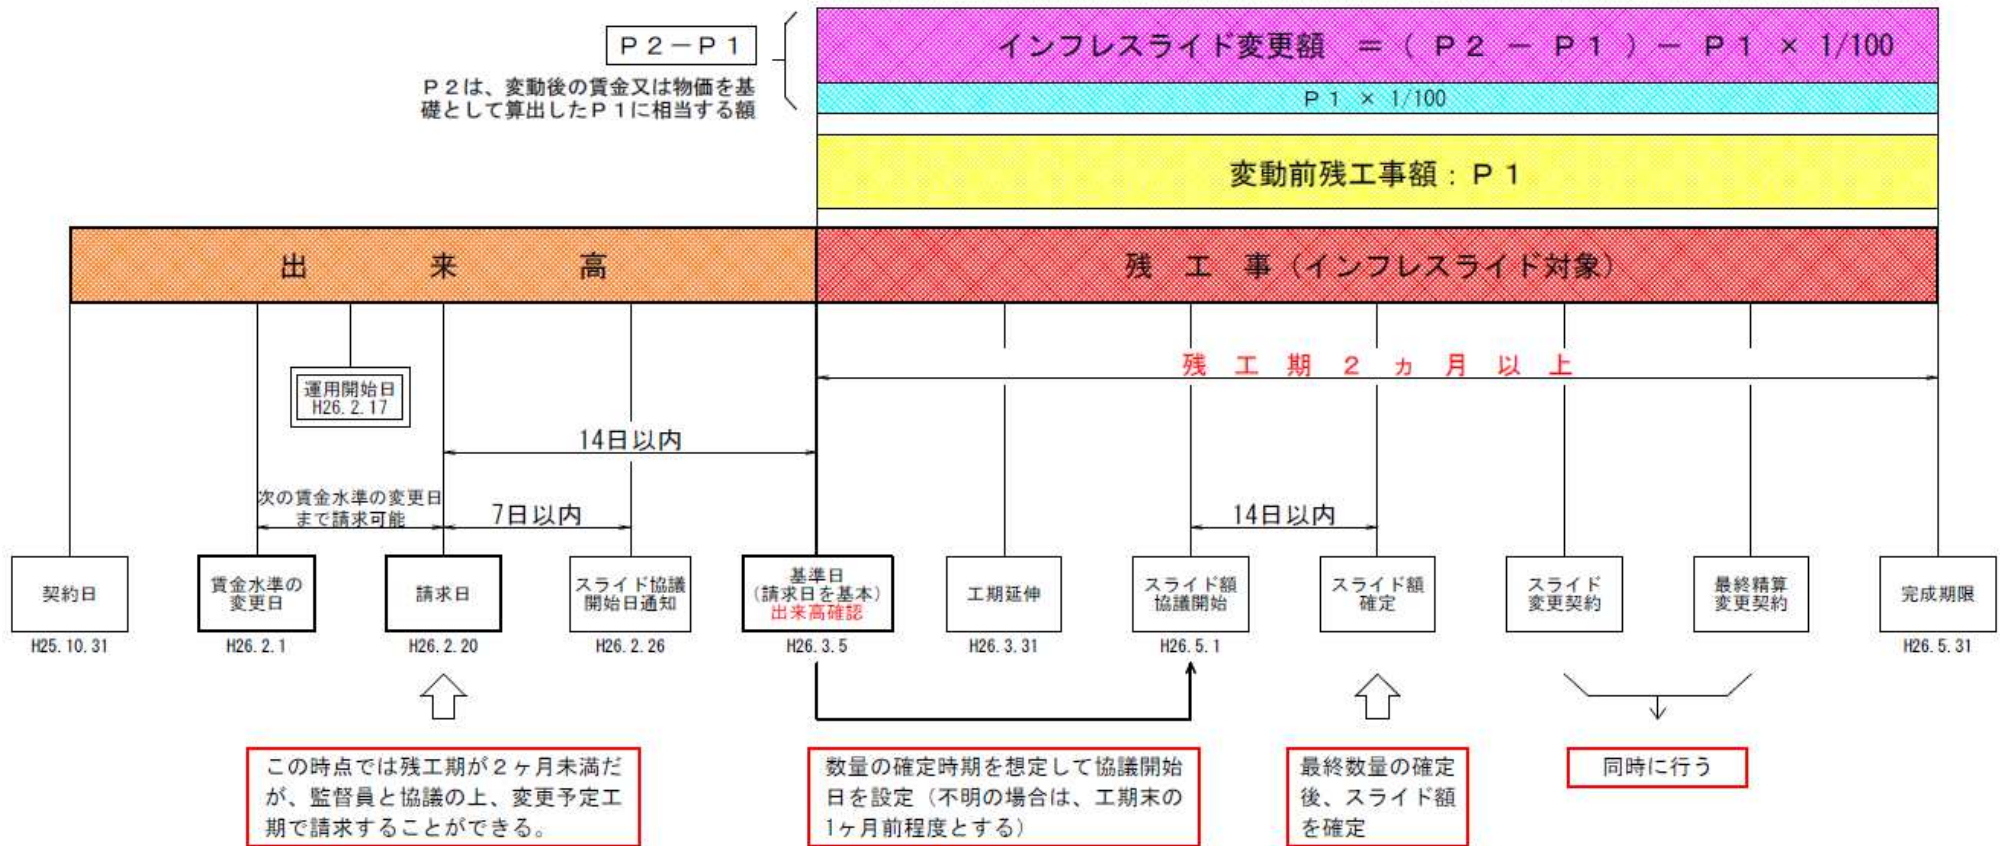 Ｐ２－Ｐ１
Ｐ２は、変動後の賃金又は物価を基
礎として算出したＰ１に相当する額
インフレスライド変更額 ＝（ Ｐ２ － Ｐ１ ）－ Ｐ１ × 1/100
Ｐ１ × 1/100
変動前残工事額：Ｐ１
出 来 高
残 工 事（インフレスライド対象）
残 工 期 ２ ヵ 月 以 上
運用開始日
H26.2.17
14日以内
次の賃金水準の変更日
まで請求可能
7日以内
14日以内
契約日
H25.10.31
賃金水準の
変更日
H26.2.1
請求日
H26.2.20
スライド協議
開始日通知
H26.2.26
基準日
(請求日を基本)
出来高確認
H26.3.5
工期延伸
H26.3.31
スライド額
協議開始
H26.5.1
スライド額
確定
スライド
変更契約
最終精算
変更契約
完成期限
H26.5.31
この時点では残工期が２ヶ月未満だ
が、監督員と協議の上、変更予定工
期で請求することができる。
数量の確定時期を想定して協議開始
日を設定（不明の場合は、工期末の
1ヶ月前程度とする）
最終数量の確定
後、スライド額
を確定
同時に行う